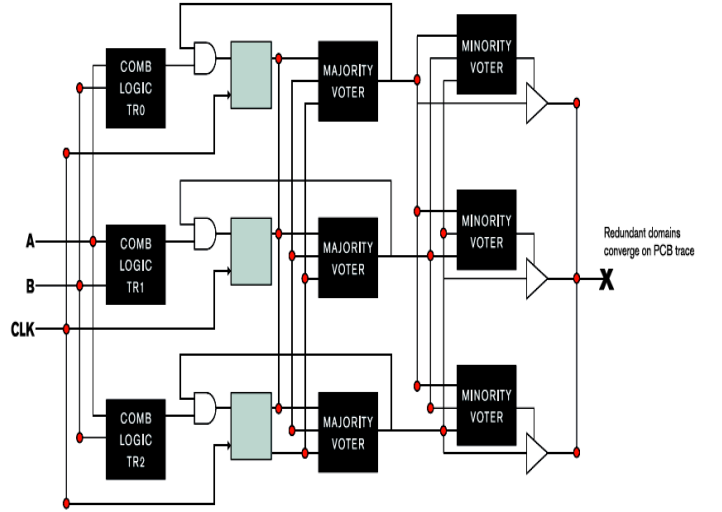 COMB
LOGIC
TR0
MAJORITY
VOTER
MINORITY
VOTER
A
B
CLK
COMB
LOGIC
TR1
MAJORITY
VOTER
MINORITY
VOTER
Redundant domains
converge on PCB trace
X
COMB
LOGIC
TR2
MAJORITY
VOTER
MINORITY
VOTER